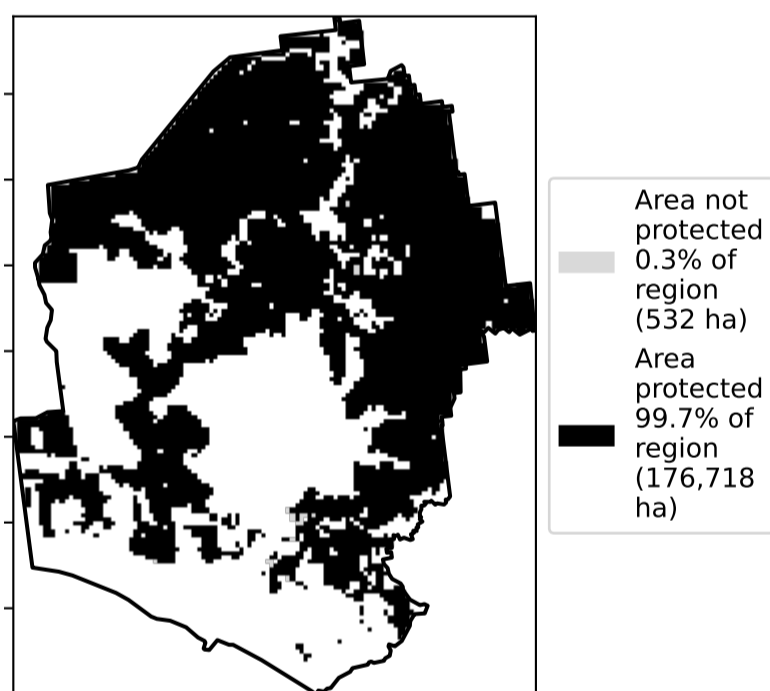 Area not
protected
0.3% of
region
(532 ha)
Area
protected
99.7% of
region
(176,718
ha)